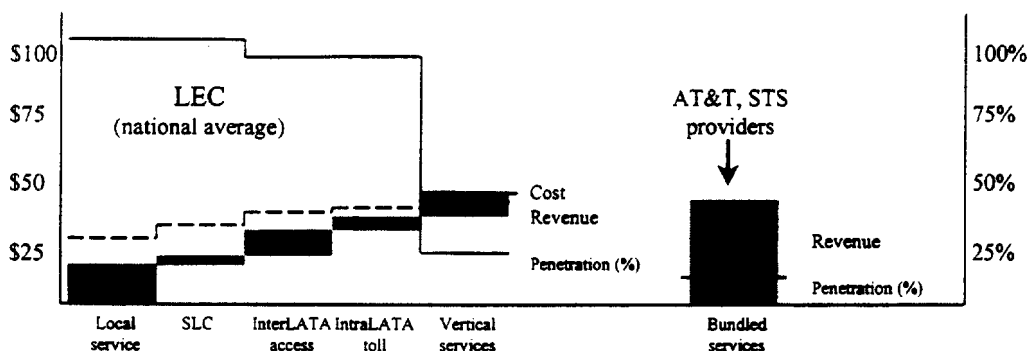 $100
$75
$50
$25
LEC
(national average)
AT&T, STS
providers
100%
75%
50%
25%
Cost
Revenue
Penetration (%)
Revenue
Penetration (%)
Local
service
SLC
InterLATA
access
IntraLATA
toll
Vertical
services
Bundled
services